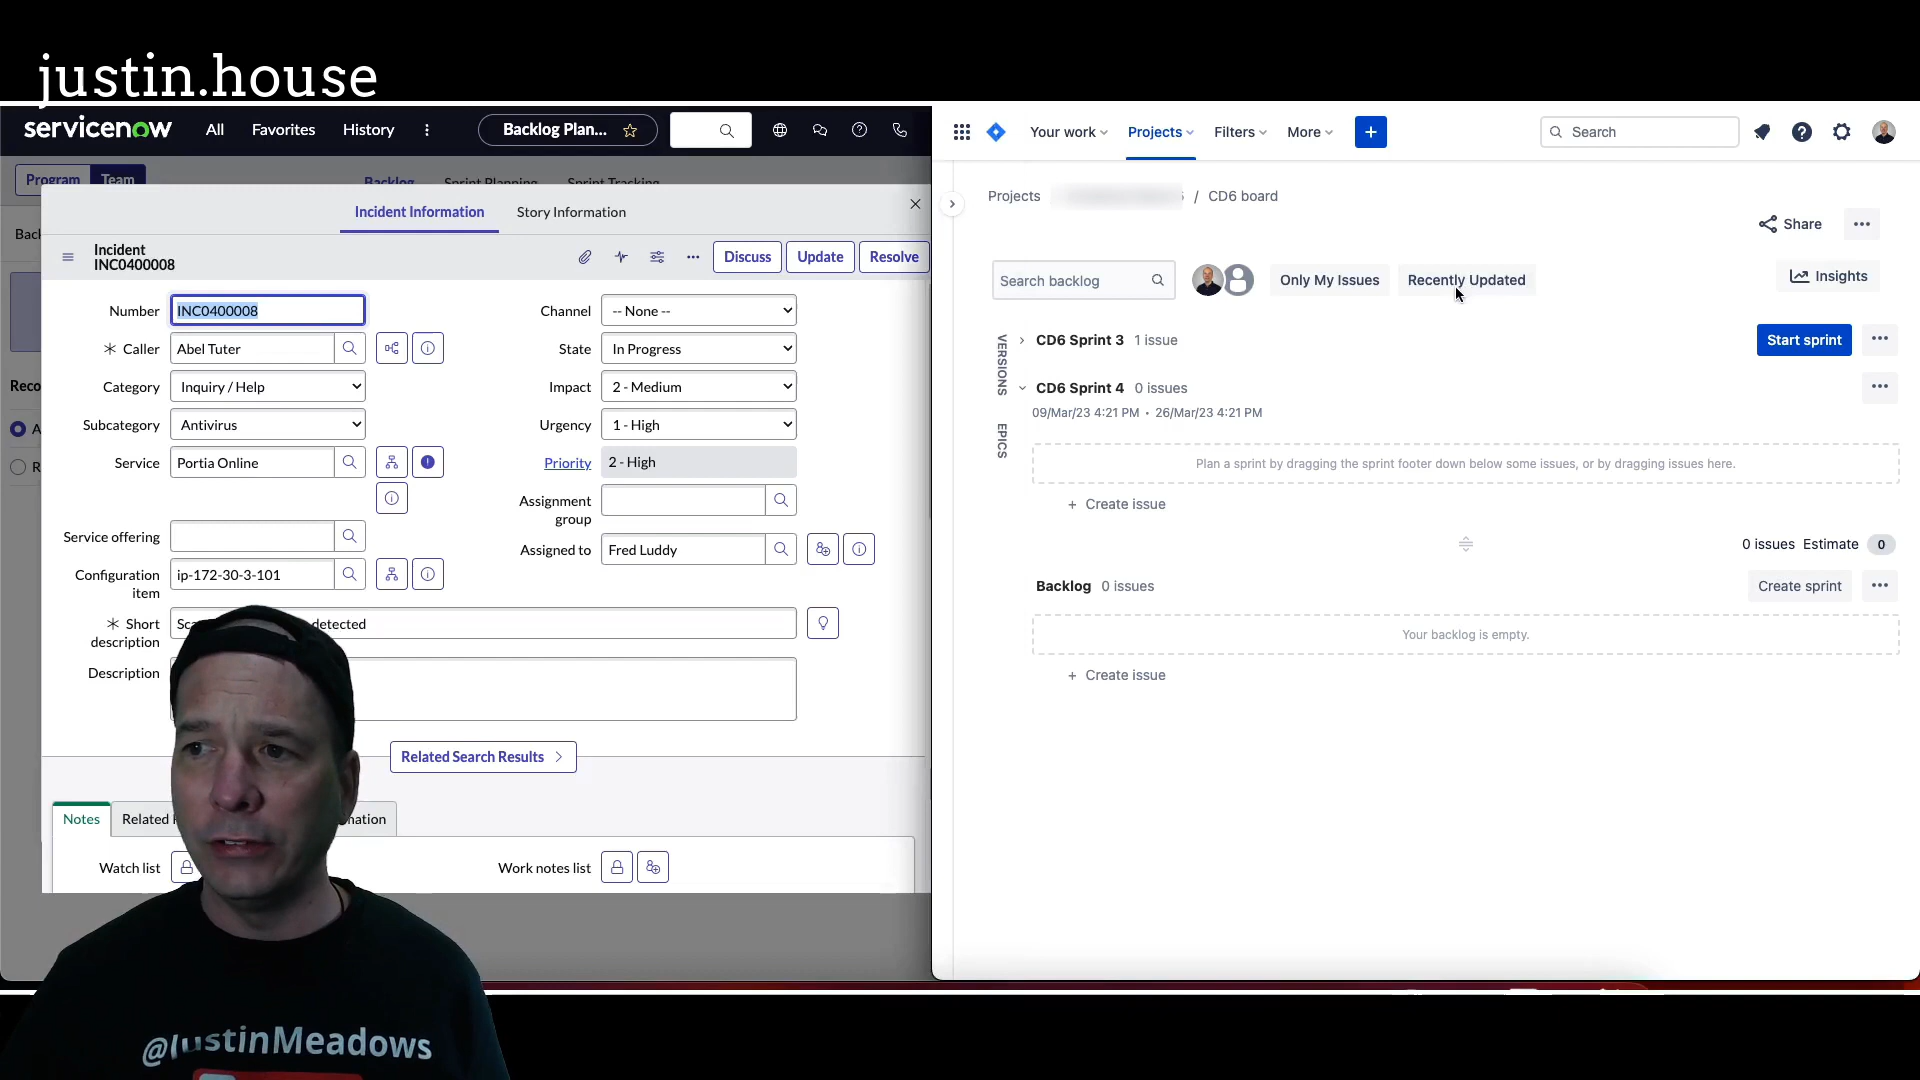 justin.house
servicenow All Favorites History Backlog Plan...
Program Team Backlog Sprint Planning Sprint Tracking
Incident Information Story Information
Incident
INC0400008
Discuss Update Resolve
Number INC0400008
Caller Abel Tuter
Category Inquiry / Help
Subcategory Antivirus
Service Portia Online
Service offering
Configuration item ip-172-30-3-101
Channel -- None --
State In Progress
Impact 2 - Medium
Urgency 1 - High
Priority 2 - High
Assignment group
Assigned to Fred Luddy
Short description detected
Description
Related Search Results
Notes Related
Watch list
Work notes list
@JustinMeadows
Your work Projects Filters More + Search
Projects / CD6 board
Share
Search backlog Only My Issues Recently Updated Insights
VERSIONS
EPICS
CD6 Sprint 3 1 issue Start sprint
CD6 Sprint 4 0 issues
09/Mar/23 4:21 PM • 26/Mar/23 4:21 PM
Plan a sprint by dragging the sprint footer down below some issues, or by dragging issues here.
+ Create issue
0 issues Estimate 0
Backlog 0 issues Create sprint
Your backlog is empty.
+ Create issue